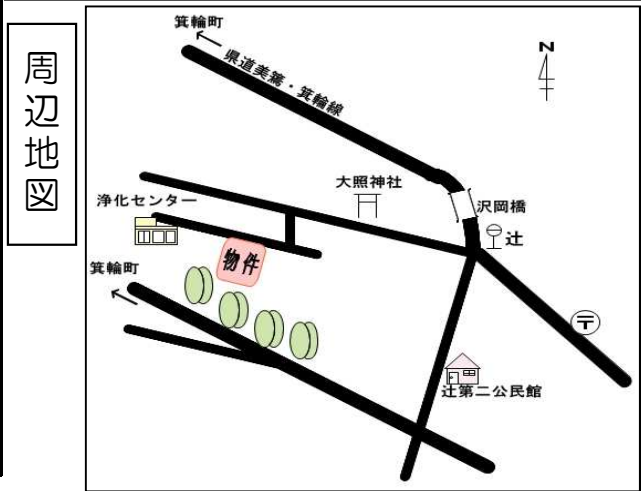 周辺地図
箕輪町
県道美篶・箕輪線
N
大照神社
浄化センター
沢岡橋
辻
物件
箕輪町
〒
辻第二公民館